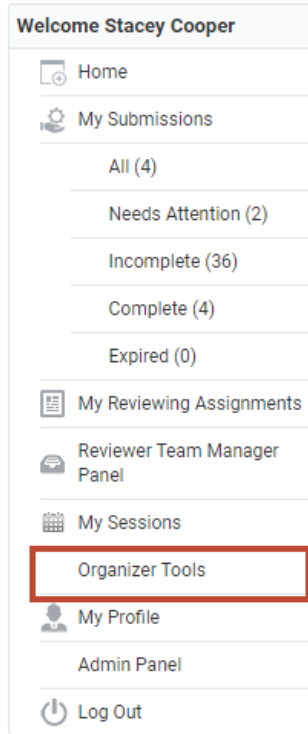 Welcome Stacey Cooper
Home
My Submissions
All (4)
Needs Attention (2)
Incomplete (36)
Complete (4)
Expired (0)
My Reviewing Assignments
Reviewer Team Manager
Panel
My Sessions
Organizer Tools
My Profile
Admin Panel
Log Out